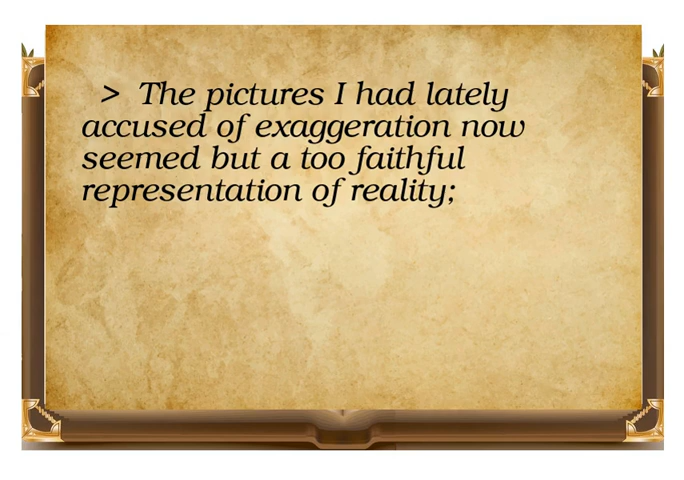 > The pictures I had lately
accused of exaggeration now
seemed but a too faithful
representation of reality;